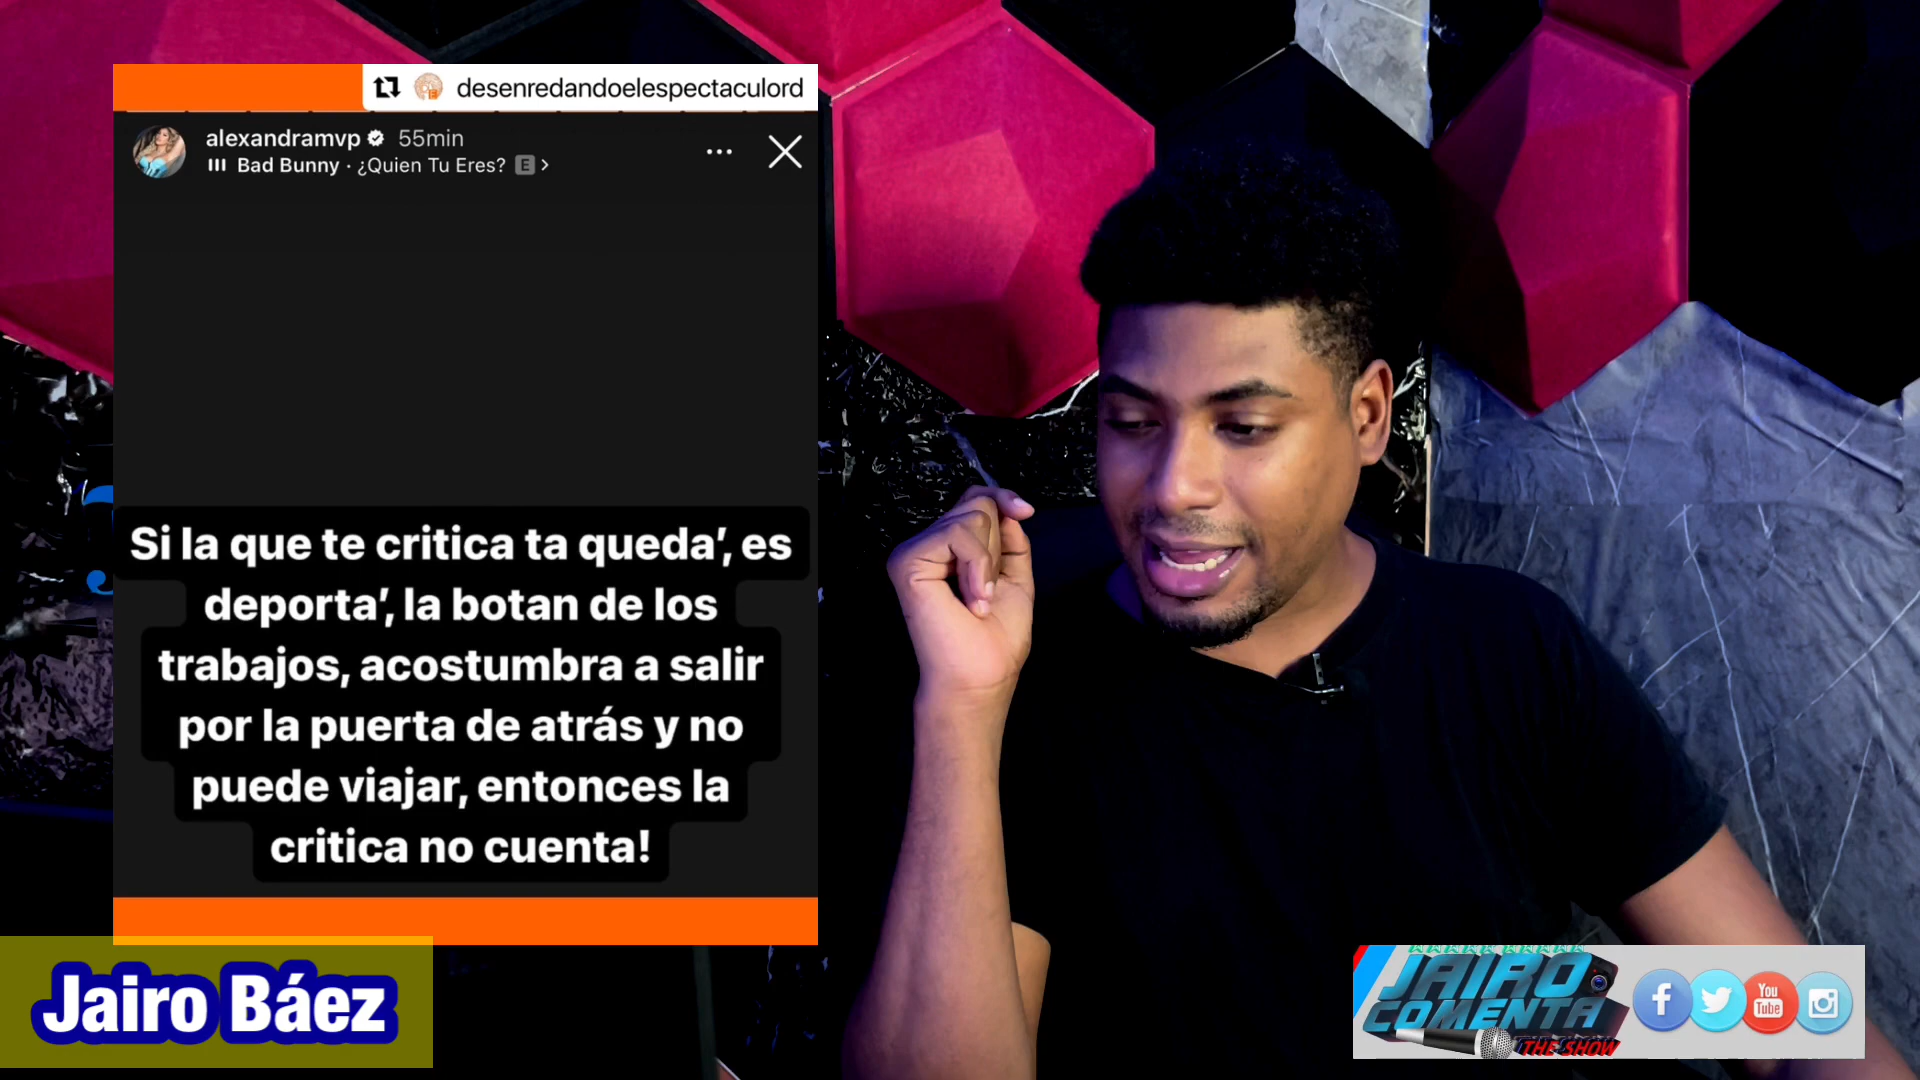 desenredandoelespectaculord
alexandramvp 55min
Bad Bunny · ¿Quien Tu Eres? E >
Si la que te critica ta queda', es
deporta', la botan de los
trabajos, acostumbra a salir
por la puerta de atrás y no
puede viajar, entonces la
critica no cuenta!
Jairo Báez
JAIRO
COMENTA
THE SHOW
You
Tube